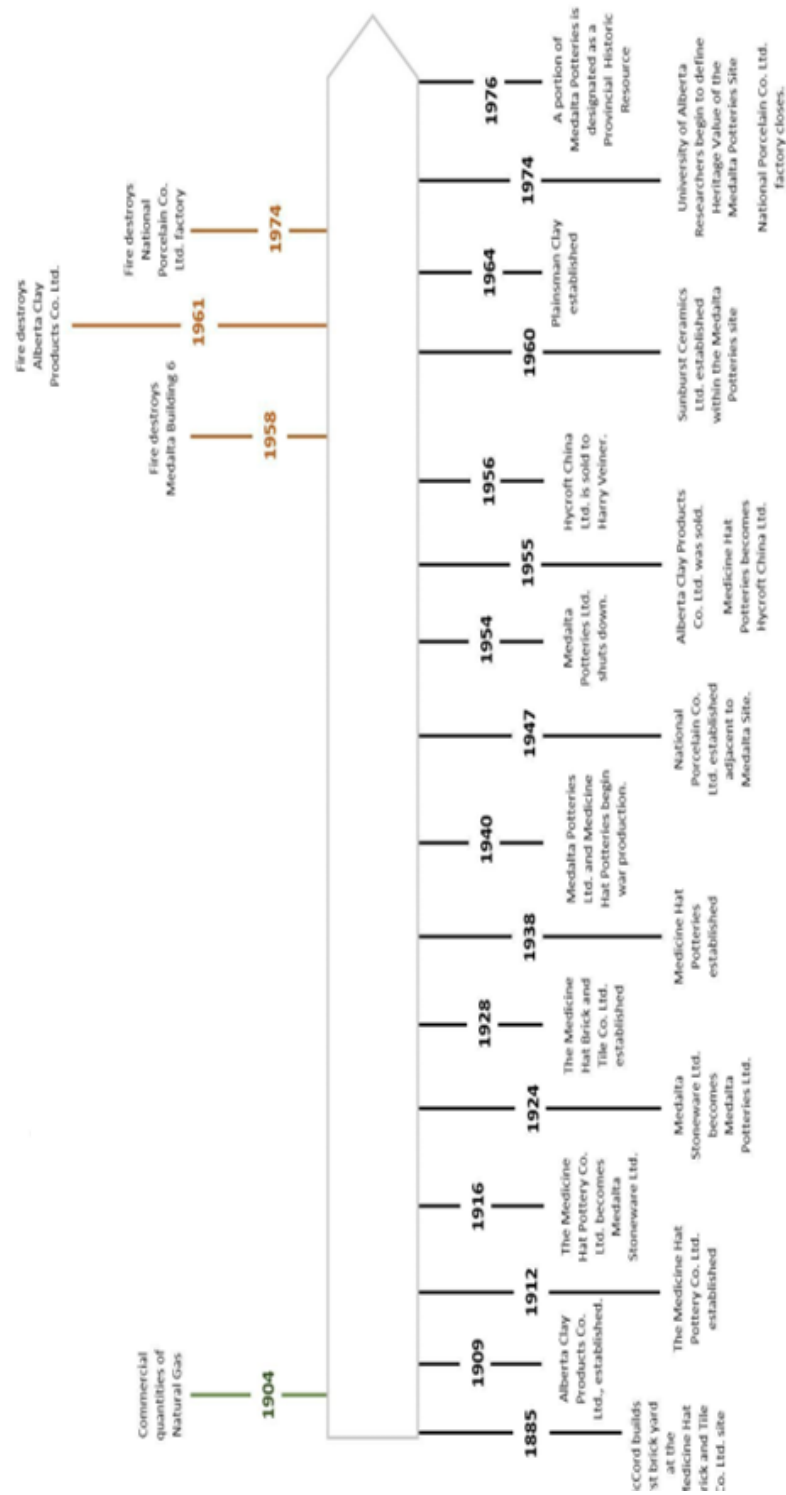 Commercial
quantities of
Natural Gas
1904
Fire destroys
Medalta Building 6
1958
Fire destroys
Alberta Clay
Products Co. Ltd.
1961
Fire destroys
National
Porcelain Co.
Ltd. factory
1974
1885
builds
brick yard
at the
Medicine Hat
and Tile
Co. Ltd. site
1909
Alberta Clay
Products Co.
Ltd., established.
1912
The Medicine Hat
Pottery Co. Ltd.
established
1916
The Medicine
Hat Pottery Co.
Ltd. becomes
Medalta
Stoneware Ltd.
1924
Medalta
Stoneware Ltd.
becomes
Medalta
Potteries Ltd.
1928
The Medicine
Hat Brick and
Tile Co. Ltd.
established
1938
Medicine Hat
Potteries
established
1940
Medalta Potteries
Ltd. and Medicine
Hat Potteries begin
war production.
1947
National
Porcelain Co.
Ltd. established
adjacent to
Medalta Site.
1954
Medalta
Potteries Ltd.
shuts down.
1955
Alberta Clay Products
Co. Ltd. was sold.
Medicine Hat
Potteries becomes
Hycroft China Ltd.
1956
Hycroft China
Ltd. is sold to
Harry Veiner.
1960
Sunburst Ceramics
Ltd. established
within the Medalta
Potteries site
1964
Plainsman Clay
established
1974
University of Alberta
Researchers begin to define
Heritage Value of the
Medalta Potteries Site
National Porcelain Co. Ltd.
factory closes.
1976
A portion of
Medalta Potteries is
designated as a
Provincial Historic
Resource